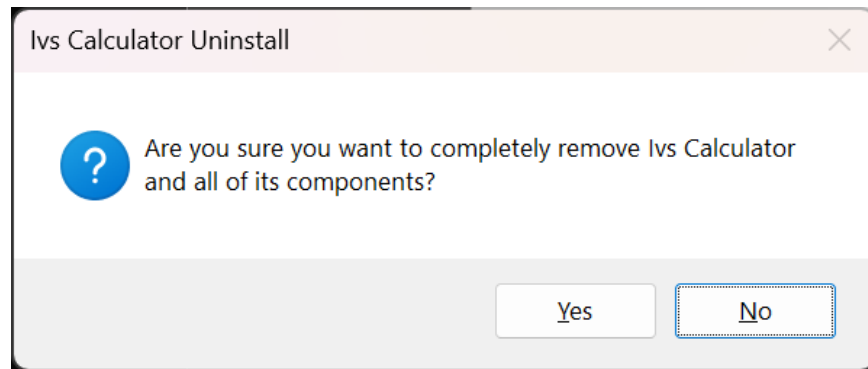 Ivs Calculator Uninstall
Are you sure you want to completely remove Ivs Calculator
and all of its components?
Yes
No